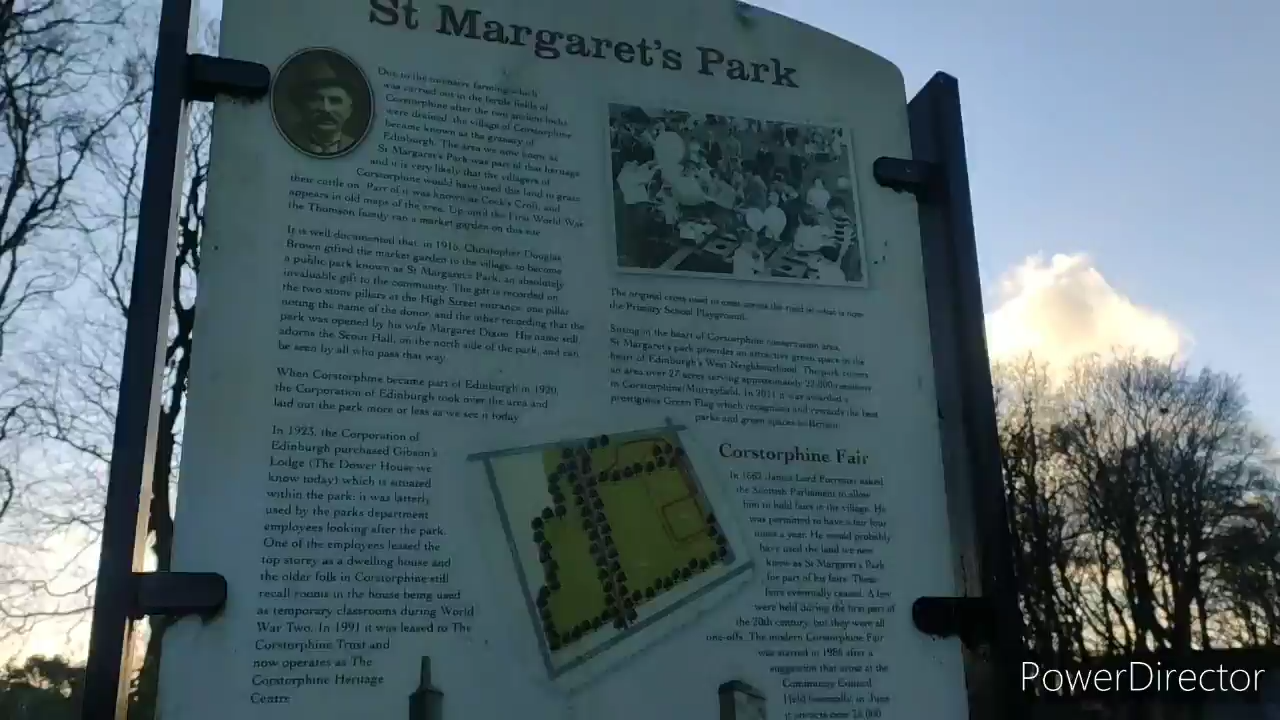 St Margaret's Park
Due to the intensive farming which
was carried out in the fertile fields of
Corstorphine after the two ancient lochs
were drained, the village of Corstorphine
became known as the granary of
Edinburgh. The area we now know as
St Margaret's Park was part of that heritage
and it is very likely that the villagers of
Corstorphine would have used this land to graze
their cattle on. Part of it was known as Cock's Croft, and
appears in old maps of the area. Up until the First World War
the Thomson family ran a market garden on this site
It is well documented that, in 1916, Christopher Douglas
Brown gifted the market garden to the village, to become
a public park known as St Margaret's Park, an absolutely
invaluable gift to the community. The gift is recorded on
the two stone pillars at the High Street entrance, one pillar
noting the name of the donor, and the other recording that the
park was opened by his wife Margaret Dixon. His name still
adorns the Scout Hall, on the north side of the park, and can
be seen by all who pass that way.
When Corstorphine became part of Edinburgh in 1920,
the Corporation of Edinburgh took over the area and
laid out the park more or less as we see it today
In 1923, the Corporation of
Edinburgh purchased Gibson's
Lodge (The Dower House we
know today) which is situated
within the park: it was latterly
used by the parks department
employees looking after the park.
One of the employees leased the
top storey as a dwelling house and
the older folk in Corstorphine still
recall rooms in the house being used
as temporary classrooms during World
War Two. In 1991 it was leased to The
Corstorphine Trust and
now operates as The
Corstorphine Heritage
Centre
The original cross used to come across the road to what is now
the Primary School Playground.
Sitting in the heart of Corstorphine conservation area,
St Margaret's park provides an attractive green space in the
heart of Edinburgh's West Neighbourhood. The park covers
an area over 27 acres serving approximately 22,000 residents
in Corstorphine/Murrayfield. In 2011 it was awarded a
prestigious Green Flag which recognises and rewards the best
parks and green spaces in Britain
Corstorphine Fair
In James Lord Forrester asked
the Scottish Parliament to allow
him to hold fairs in the village. He
was permitted to have a fair four
times a year. He would probably
have used the land we now
know as St Margaret's Park
for part of his fairs. These
fairs eventually ceased. A few
were held during the first part of
the 20th century, but they were all
one-offs. The modern Corstorphine Fair
was started in after a
suggestion that arose at the
Community Council
Held annually in June
it attracts over
PowerDirector